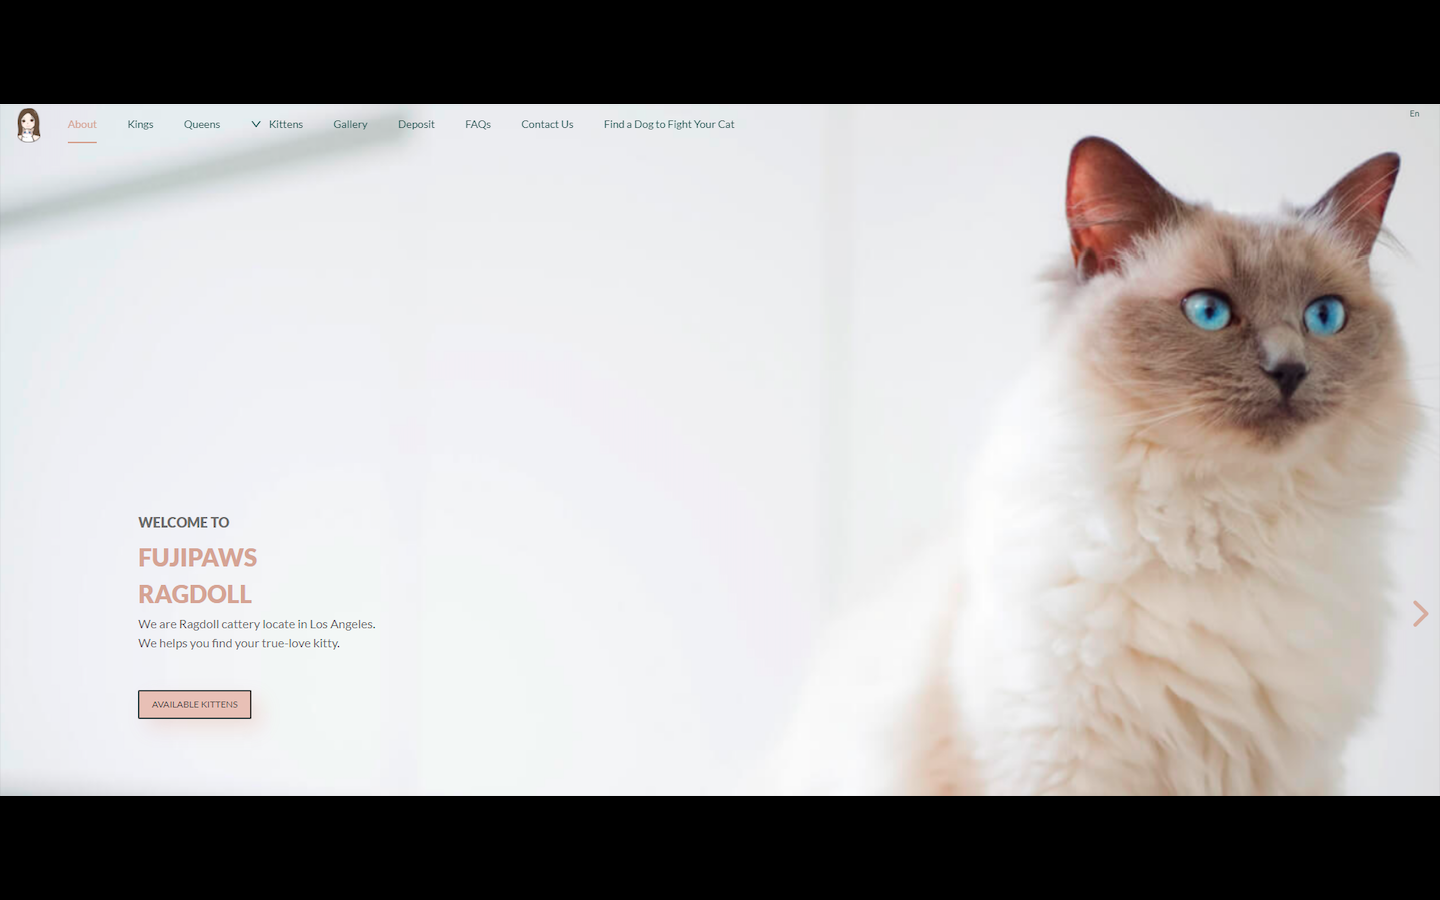 About Kings Queens Kittens Gallery Deposit FAQs Contact Us Find a Dog to Fight Your Cat
En
WELCOME TO
FUJIPAWS
RAGDOLL
We are Ragdoll cattery locate in Los Angeles.
We helps you find your true-love kitty.
AVAILABLE KITTENS